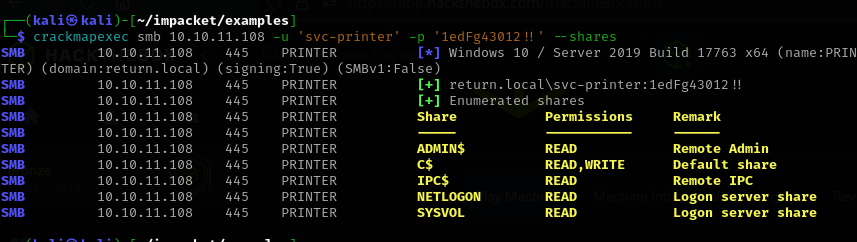 ┌──(kali㉿kali)-[~/impacket/examples]
└─$ crackmapexec smb 10.10.11.108 -u 'svc-printer' -p '1edFg43012!!' --shares
SMB 10.10.11.108 445 PRINTER [*] Windows 10 / Server 2019 Build 17763 x64 (name:PRIN
TER) (domain:return.local) (signing:True) (SMBv1:False)
SMB 10.10.11.108 445 PRINTER [+] return.local\svc-printer:1edFg43012!!
SMB 10.10.11.108 445 PRINTER [+] Enumerated shares
SMB 10.10.11.108 445 PRINTER Share Permissions Remark
SMB 10.10.11.108 445 PRINTER ----- ----------- ------
SMB 10.10.11.108 445 PRINTER ADMIN$ READ Remote Admin
SMB 10.10.11.108 445 PRINTER C$ READ,WRITE Default share
SMB 10.10.11.108 445 PRINTER IPC$ READ Remote IPC
SMB 10.10.11.108 445 PRINTER NETLOGON READ Logon server share
SMB 10.10.11.108 445 PRINTER SYSVOL READ Logon server share
┌──(kali㉿kali)-[~/impacket/examples]